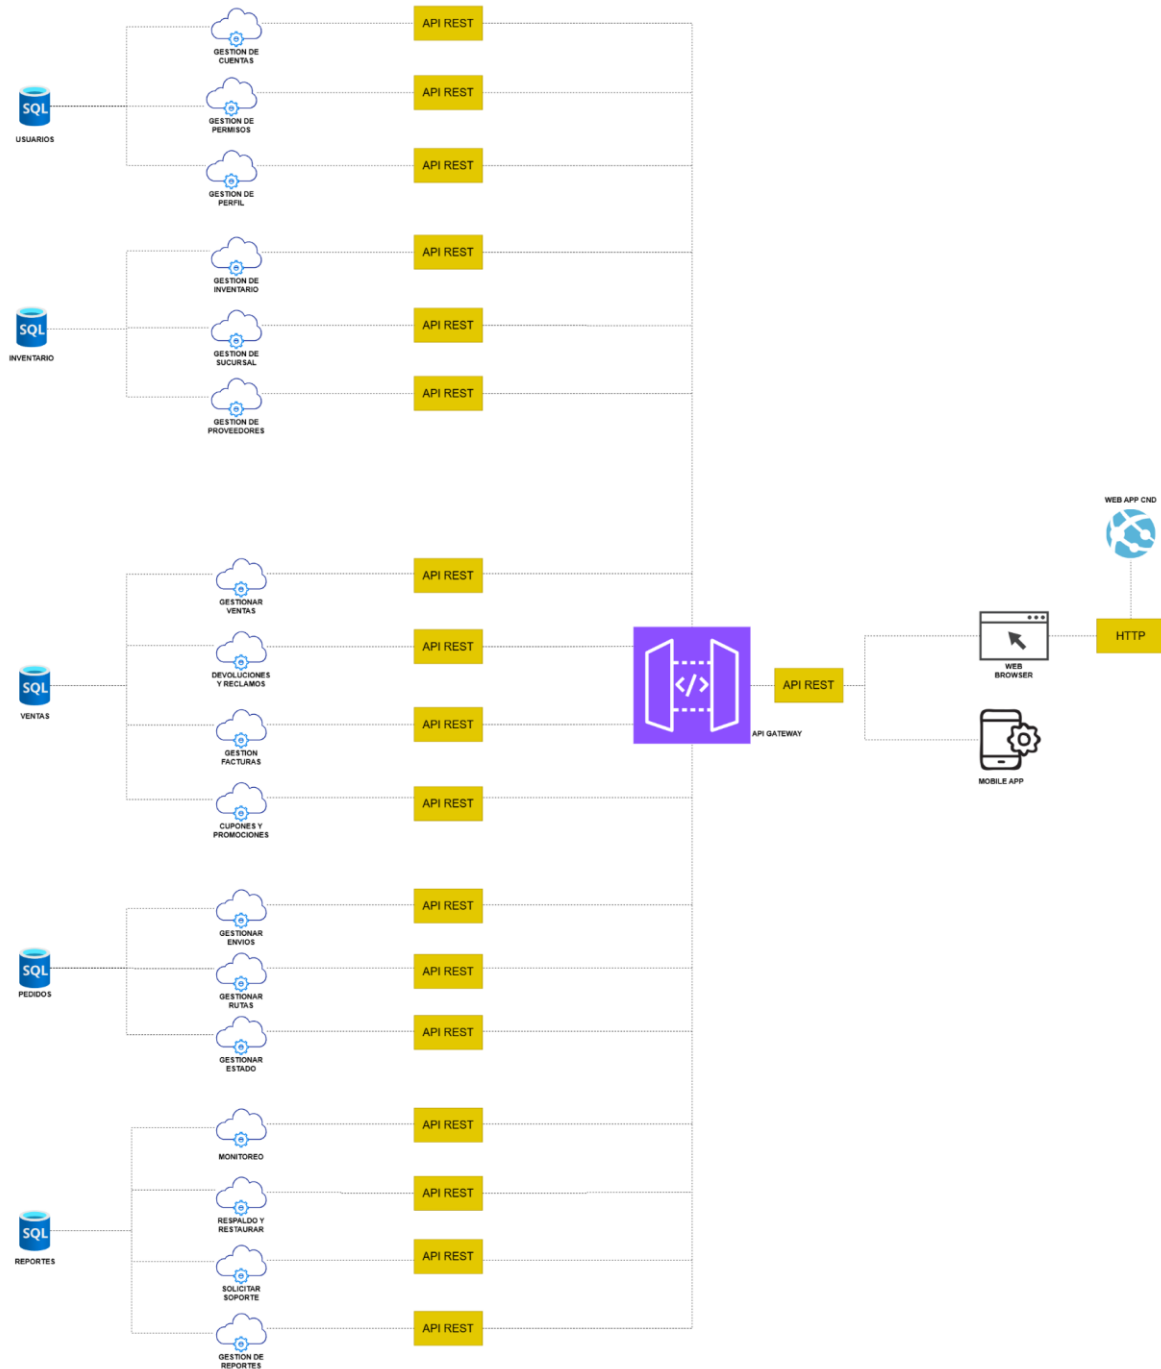 API REST
GESTION DE
CUENTAS
SQL
USUARIOS
API REST
GESTION DE
PERMISOS
API REST
GESTION DE
PERFIL
API REST
GESTION DE
INVENTARIO
SQL
INVENTARIO
API REST
GESTION DE
SUCURSAL
API REST
GESTION DE
PROVEEDORES
WEB APP CND
API REST
GESTIONAR
VENTAS
API REST
DEVOLUCIONES
Y RECLAMOS
SQL
VENTAS
API REST
GESTION
FACTURAS
API REST
CUPONES Y
PROMOCIONES
</>
API GATEWAY
API REST
WEB
BROWSER
HTTP
MOBILE APP
API REST
GESTIONAR
ENVIOS
SQL
PEDIDOS
API REST
GESTIONAR
RUTAS
API REST
GESTIONAR
ESTADO
API REST
MONITOREO
API REST
RESPALDO Y
RESTAURAR
SQL
REPORTES
API REST
SOLICITAR
SOPORTE
API REST
GESTION DE
REPORTES